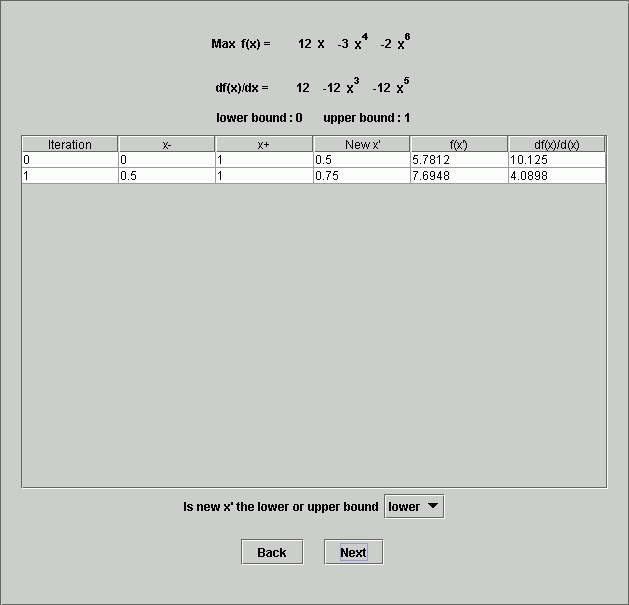 Max f(x) = 12 x -3 x^4 -2 x^6
df(x)/dx = 12 -12 x^3 -12 x^5
lower bound : 0 upper bound : 1
Iteration x- x+ New x' f(x') df(x)/d(x)
0 0 1 0.5 5.7812 10.125
1 0.5 1 0.75 7.6948 4.0898
Is new x' the lower or upper bound lower
Back Next